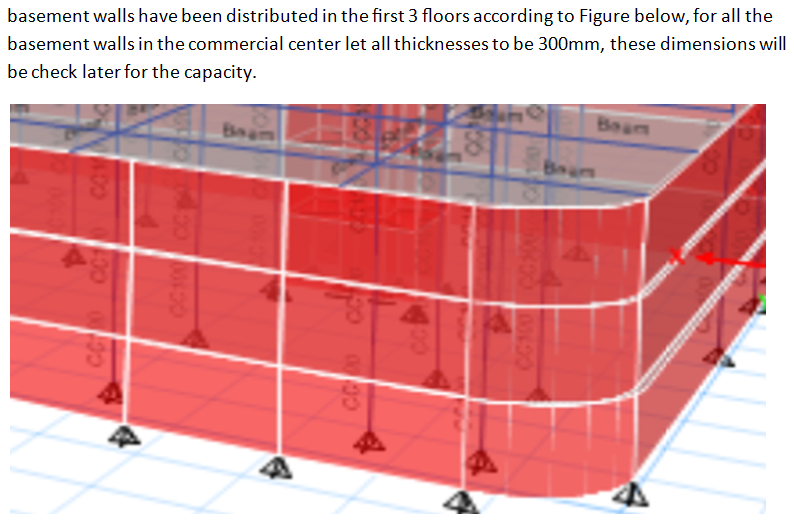 basement walls have been distributed in the first 3 floors according to Figure below, for all the
basement walls in the commercial center let all thicknesses to be 300mm, these dimensions will
be check later for the capacity.
Beam
Beam
Beam
Beam
X